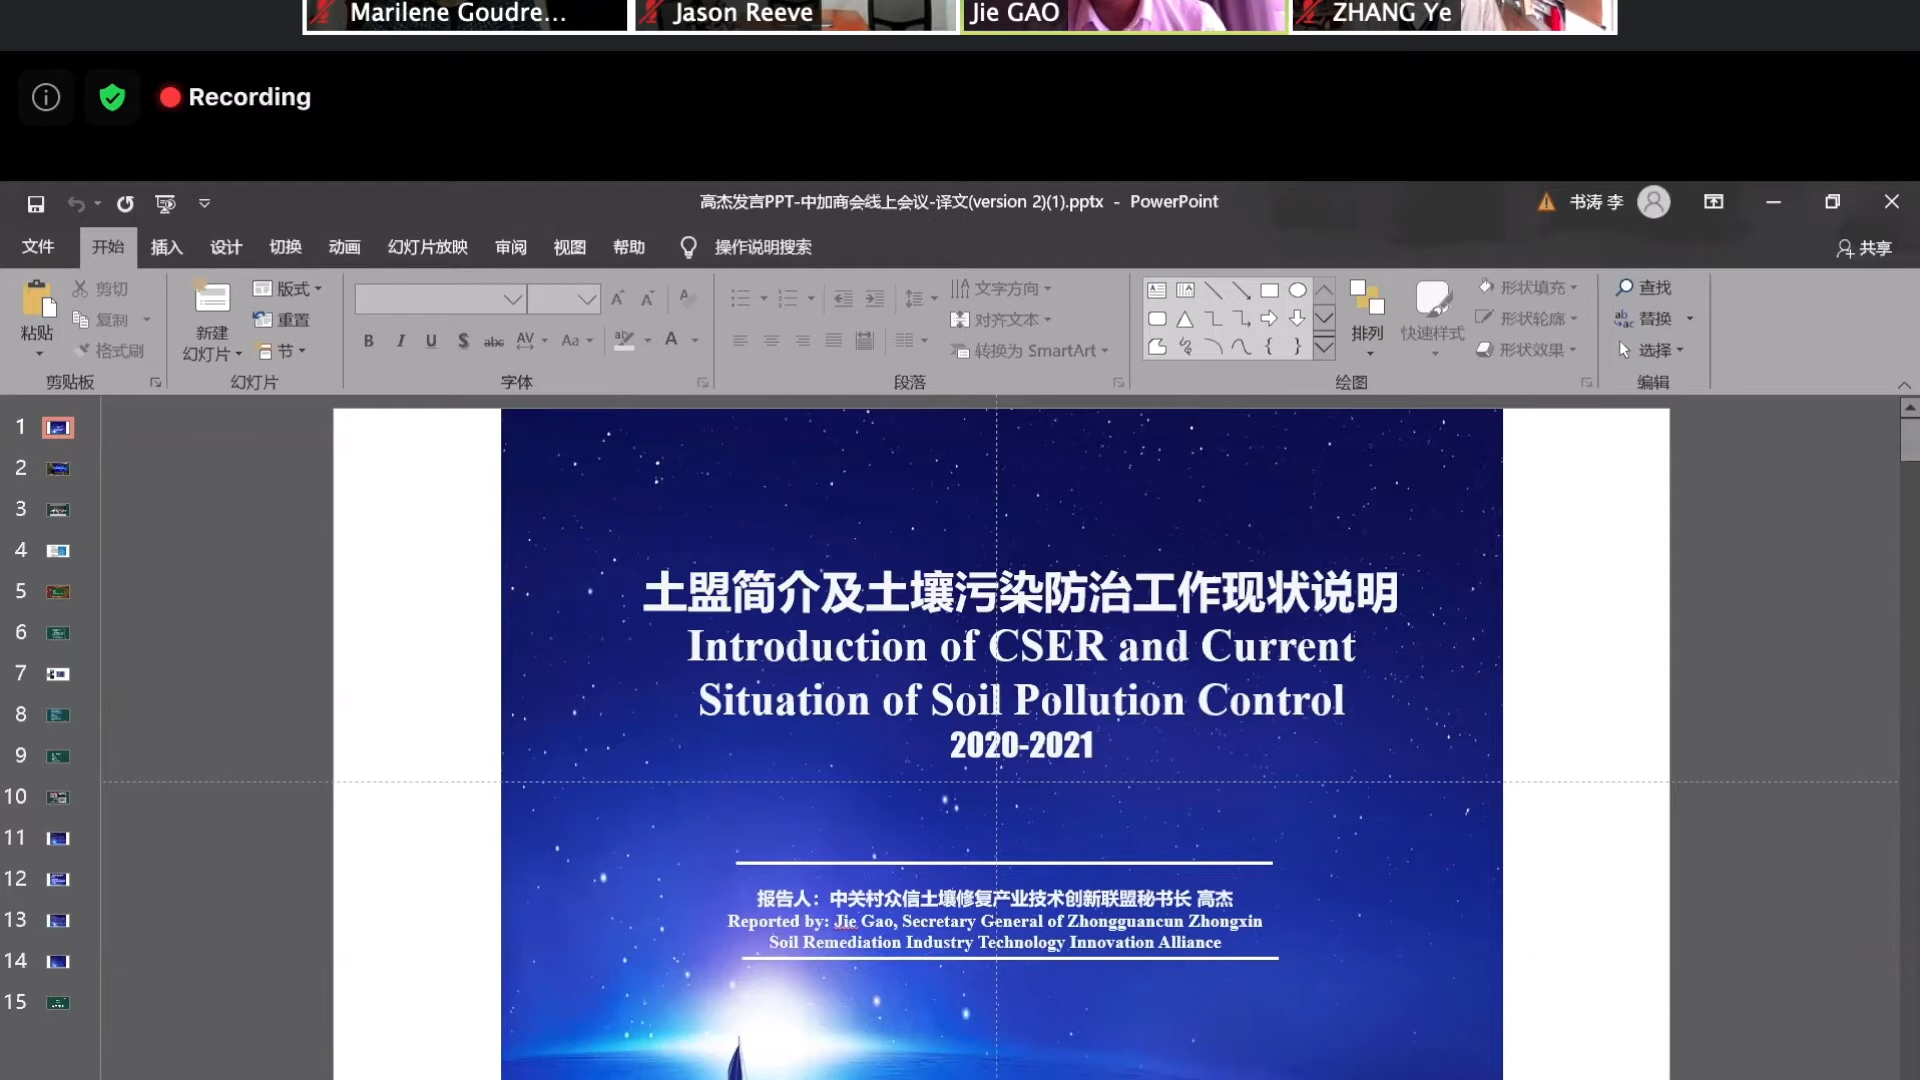 Marilene Goudre...
Jason Reeve
Jie GAO
ZHANG Ye
Recording
高杰发言PPT-中加商会线上会议-译文(version 2)(1).pptx - PowerPoint
书涛 李
文件 开始 插入 设计 切换 动画 幻灯片放映 审阅 视图 帮助 操作说明搜索 共享
粘贴
剪切
复制
格式刷
剪贴板
新建
幻灯片
版式
重置
节
幻灯片
B I U S abc AV Aa A
字体
文字方向
对齐文本
转换为 SmartArt
段落
排列
快速样式
形状填充
形状轮廓
形状效果
绘图
查找
替换
选择
编辑
1
2
3
4
5
6
7
8
9
10
11
12
13
14
15
土盟简介及土壤污染防治工作现状说明
Introduction of CSER and Current
Situation of Soil Pollution Control
2020-2021
报告人：中关村众信土壤修复产业技术创新联盟秘书长 高杰
Reported by: Jie Gao, Secretary General of Zhongguancun Zhongxin
Soil Remediation Industry Technology Innovation Alliance